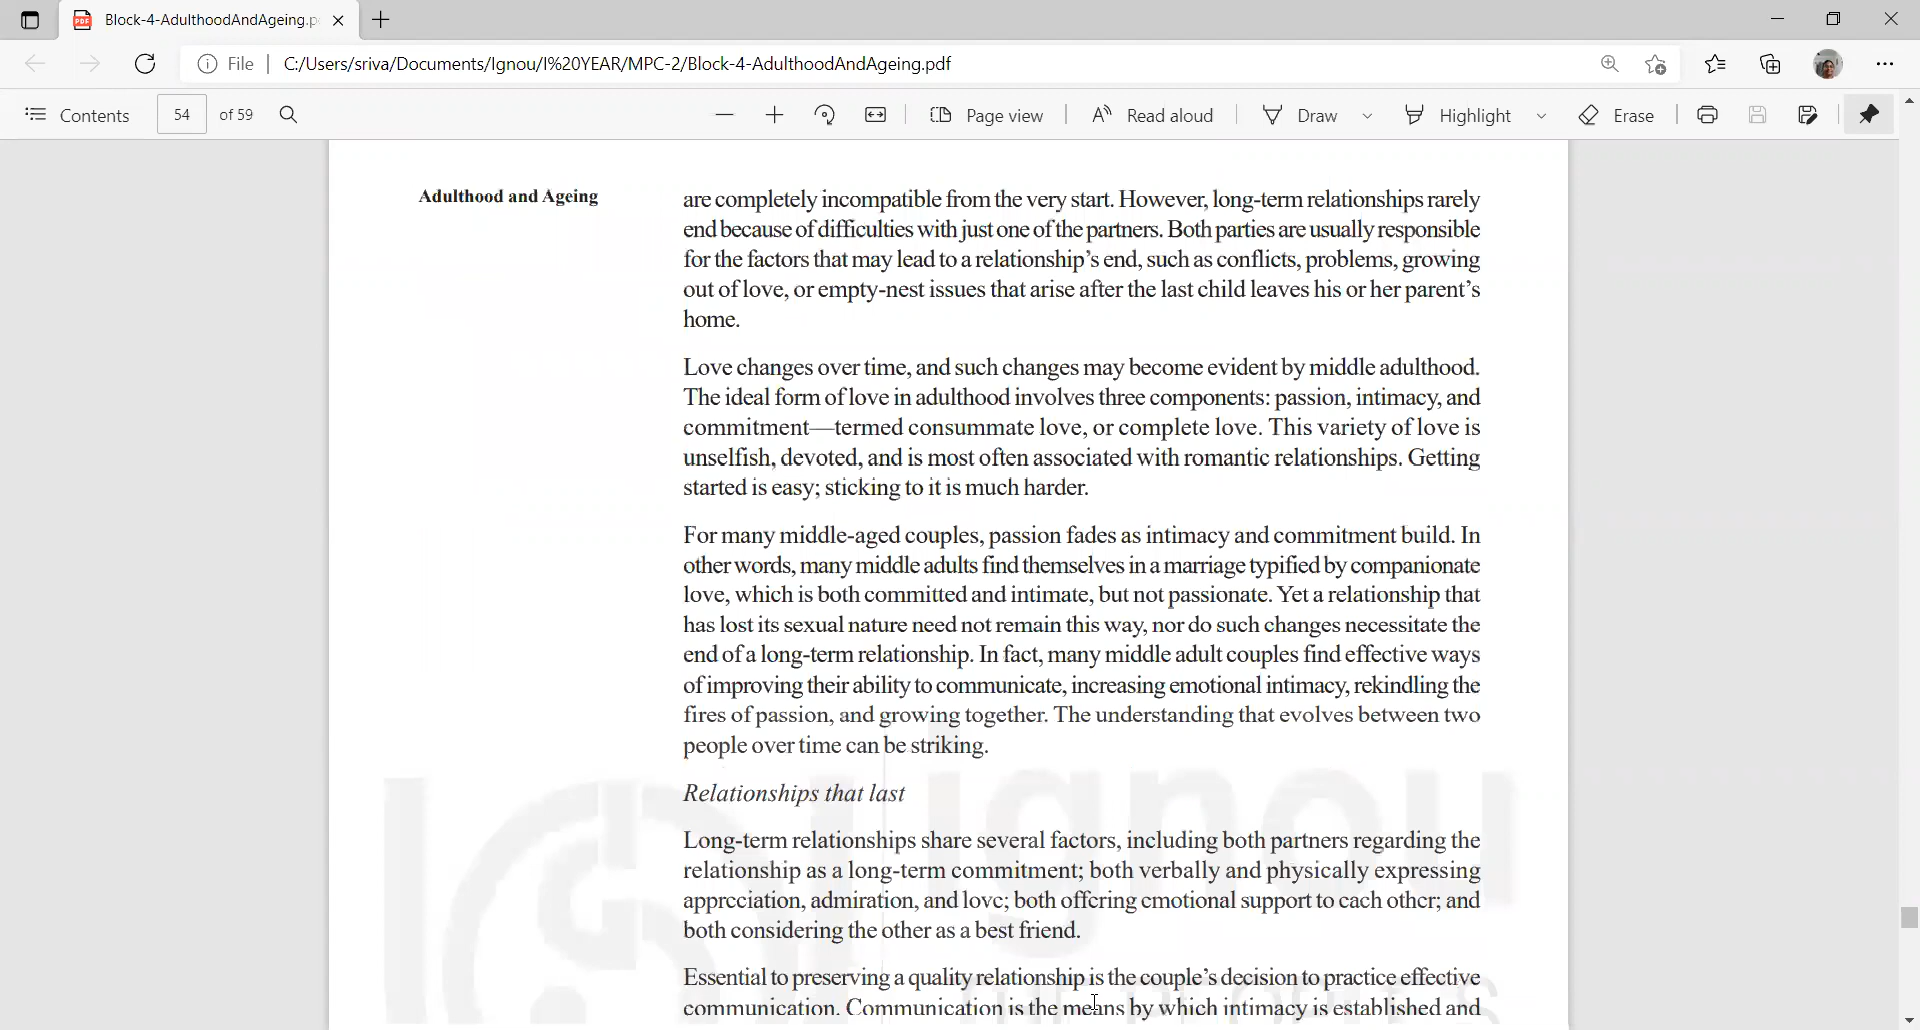 Block-4-AdulthoodAndAgeing.p
File
C:/Users/sriva/Documents/Ignou/I%20YEAR/MPC-2/Block-4-AdulthoodAndAgeing.pdf
Contents 54 of 59 Page view Read aloud Draw Highlight Erase
Adulthood and Ageing
are completely incompatible from the very start. However, long-term relationships rarely
end because of difficulties with just one of the partners. Both parties are usually responsible
for the factors that may lead to a relationship's end, such as conflicts, problems, growing
out of love, or empty-nest issues that arise after the last child leaves his or her parent's
home.
Love changes over time, and such changes may become evident by middle adulthood.
The ideal form of love in adulthood involves three components: passion, intimacy, and
commitment—termed consummate love, or complete love. This variety of love is
unselfish, devoted, and is most often associated with romantic relationships. Getting
started is easy; sticking to it is much harder.
For many middle-aged couples, passion fades as intimacy and commitment build. In
other words, many middle adults find themselves in a marriage typified by companionate
love, which is both committed and intimate, but not passionate. Yet a relationship that
has lost its sexual nature need not remain this way, nor do such changes necessitate the
end of a long-term relationship. In fact, many middle adult couples find effective ways
of improving their ability to communicate, increasing emotional intimacy, rekindling the
fires of passion, and growing together. The understanding that evolves between two
people over time can be striking.
Relationships that last
Long-term relationships share several factors, including both partners regarding the
relationship as a long-term commitment; both verbally and physically expressing
appreciation, admiration, and love; both offering emotional support to each other; and
both considering the other as a best friend.
Essential to preserving a quality relationship is the couple's decision to practice effective
communication. Communication is the means by which intimacy is established and
ignou